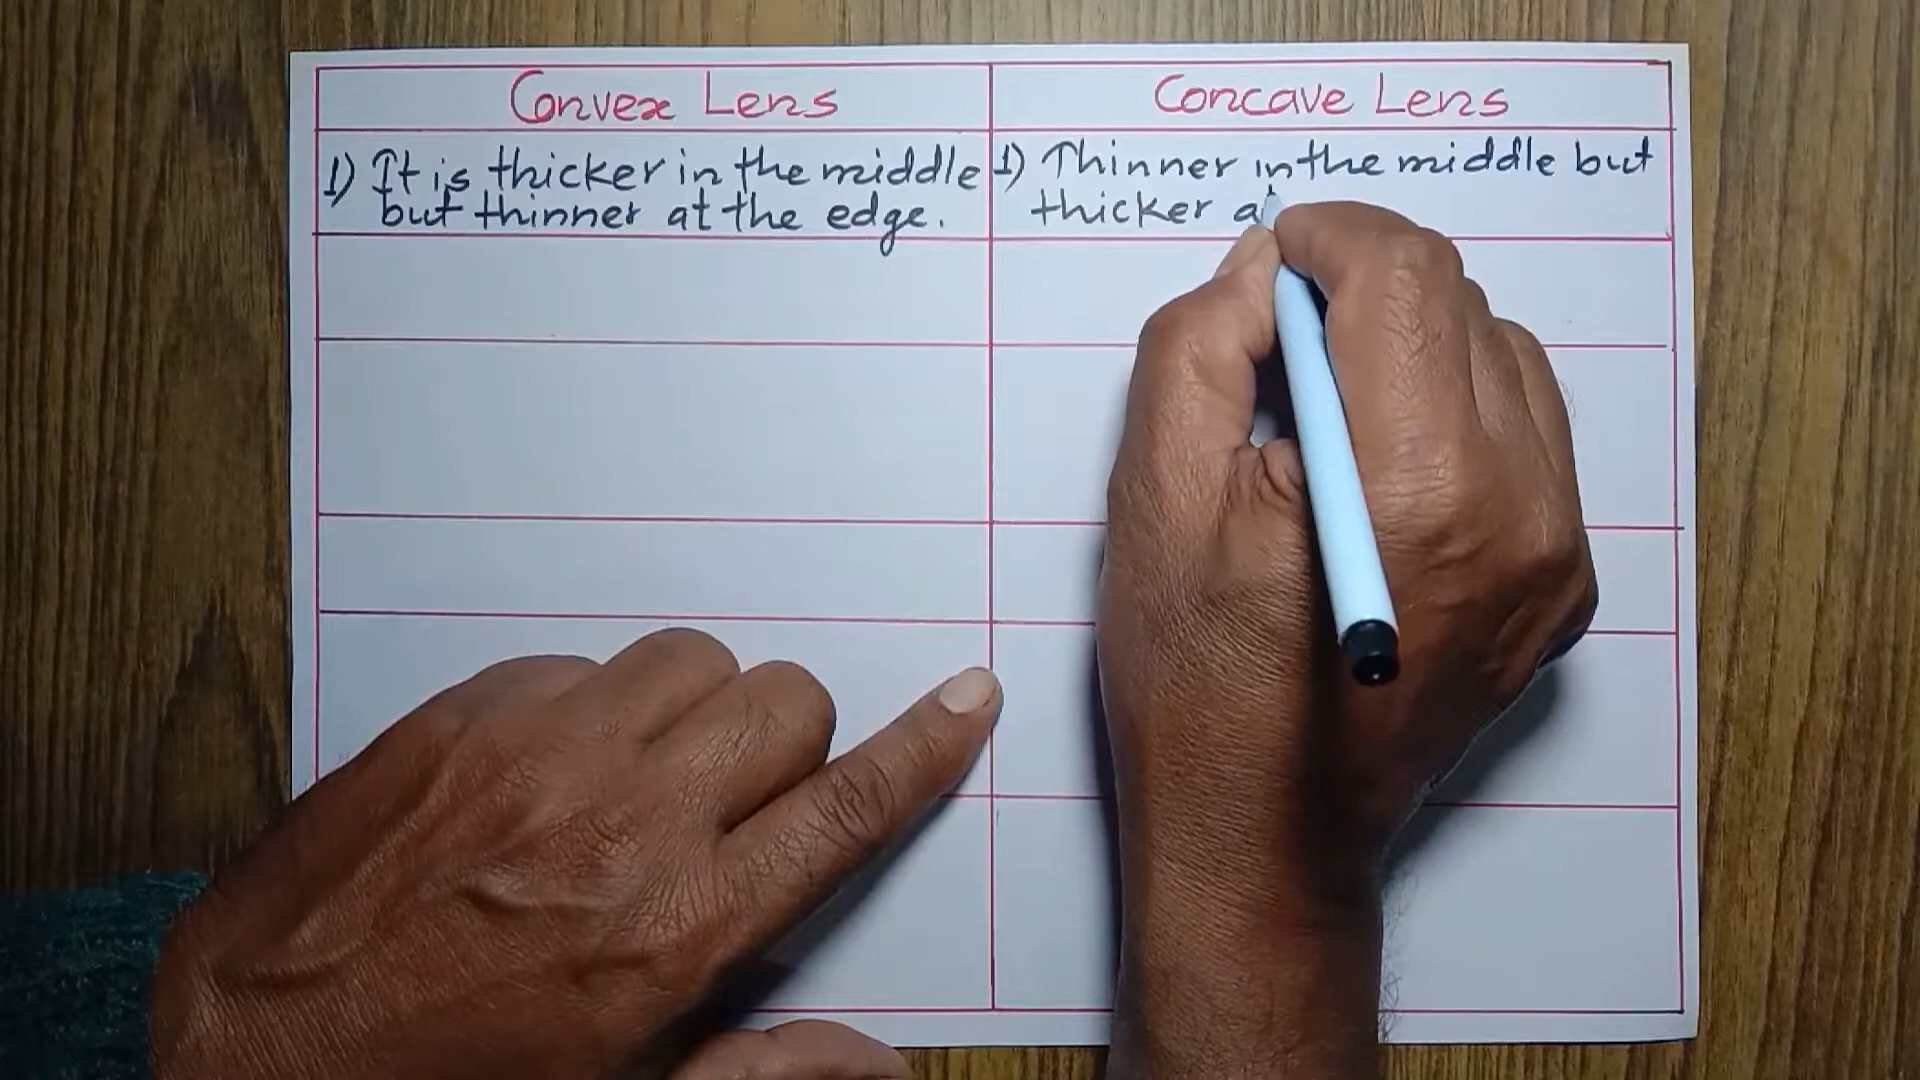 Convex Lens
Concave Lens
1) It is thicker in the middle
but thinner at the edge.
1) Thinner in the middle but
thicker a